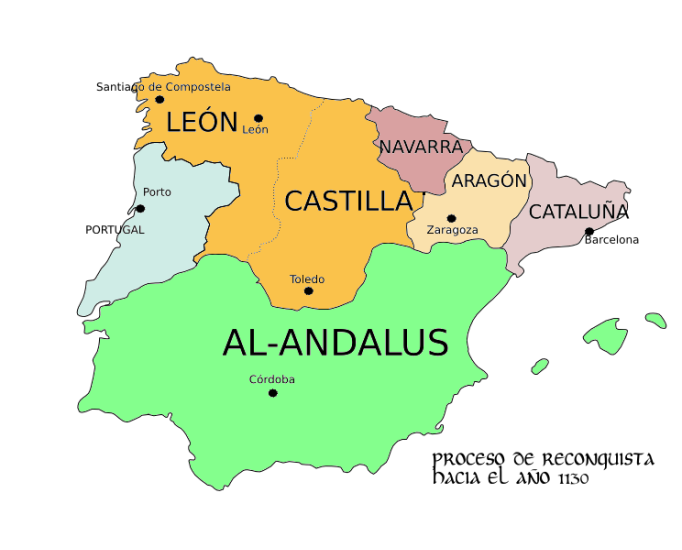 Santiago de Compostela
LEÓN
León
NAVARRA
ARAGÓN
Porto
CASTILLA
CATALUÑA
PORTUGAL
Zaragoza
Barcelona
Toledo
AL-ANDALUS
Córdoba
PROCESO DE RECONQUISTA
HACIA EL AÑO 1130